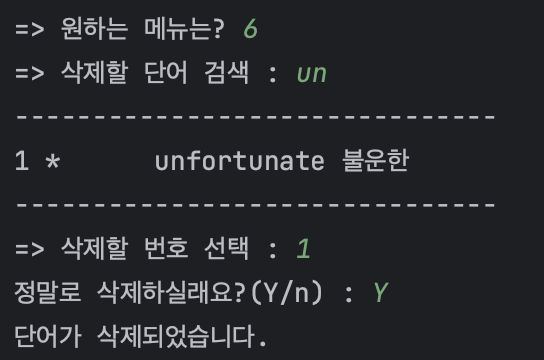 => 원하는 메뉴는? 6
=> 삭제할 단어 검색 : un
-------------------------------
1 *      unfortunate 불운한
-------------------------------
=> 삭제할 번호 선택 : 1
정말로 삭제하실래요?(Y/n) : Y
단어가 삭제되었습니다.